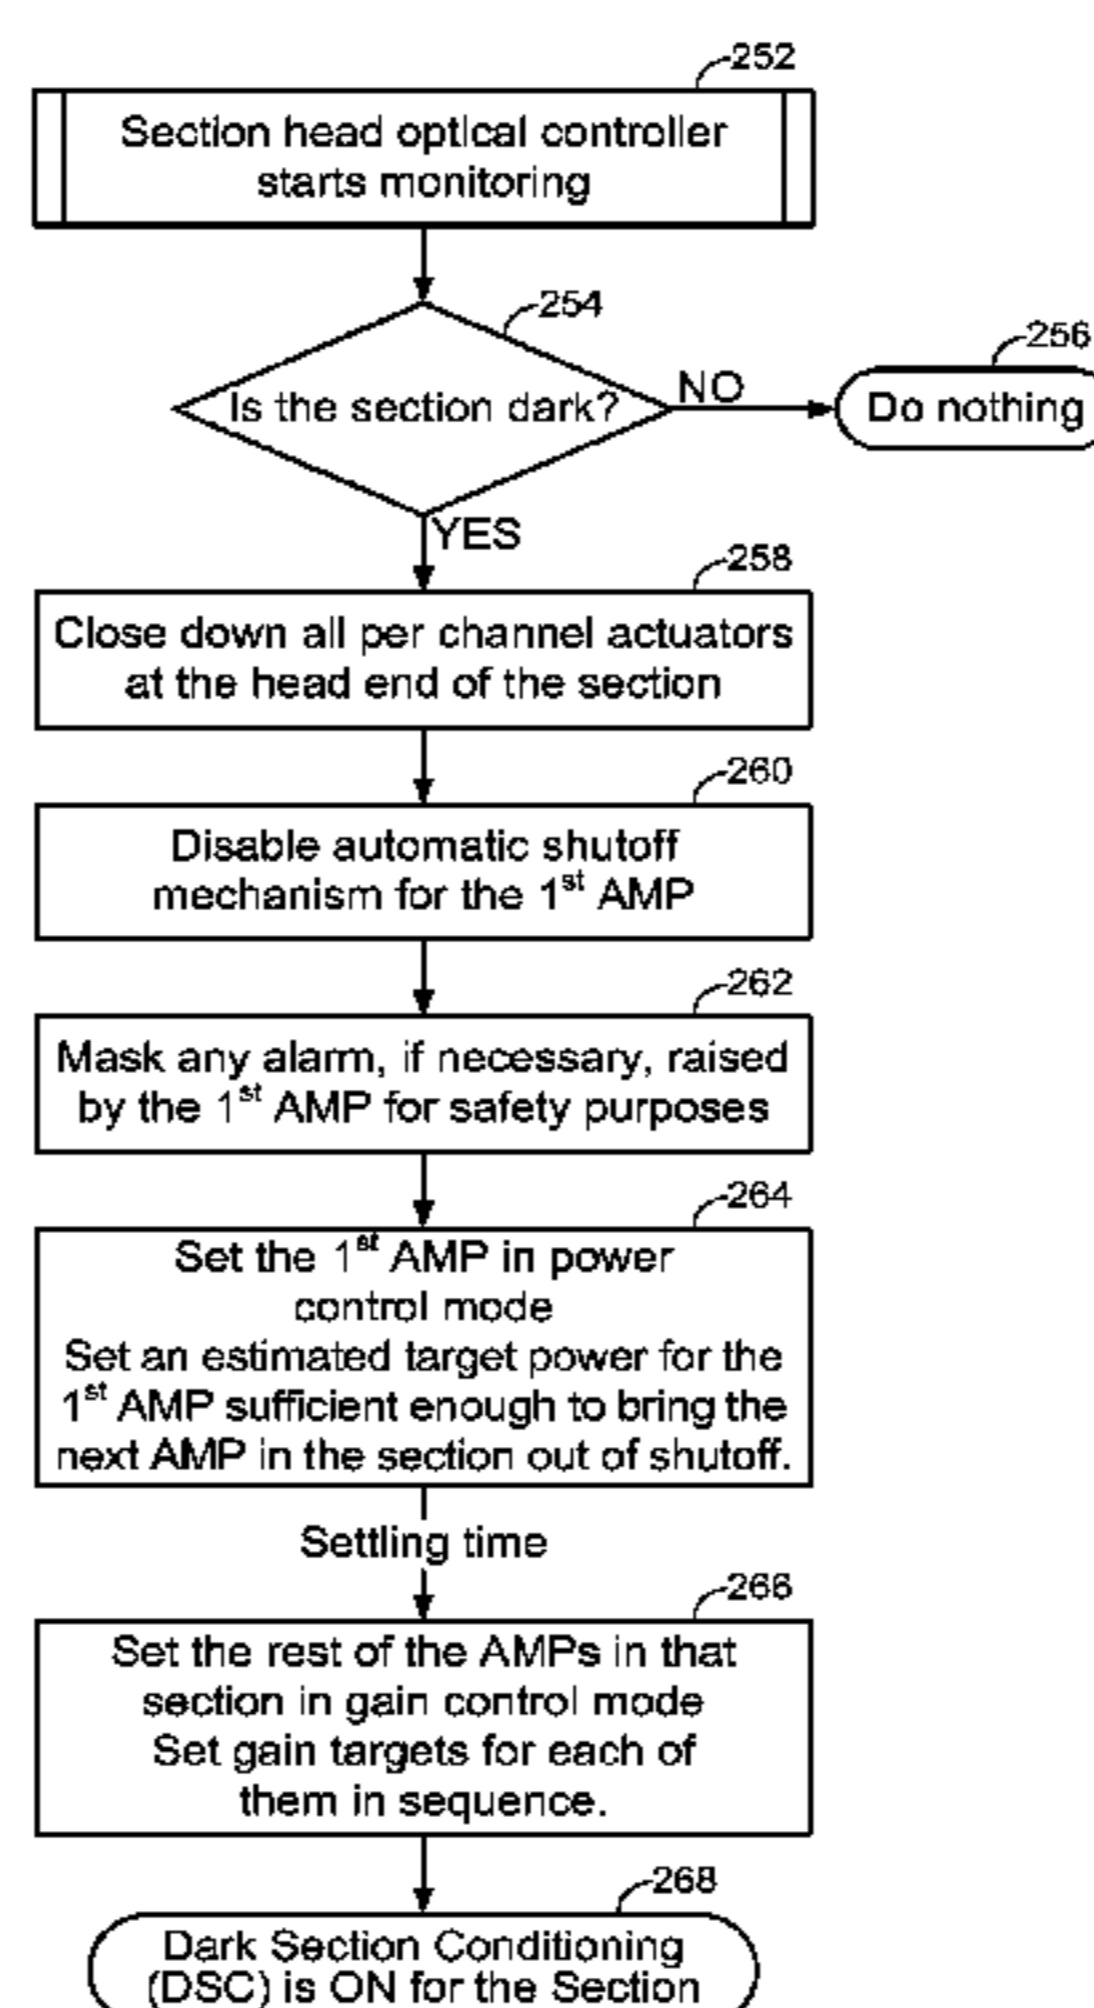 252
Section head optical controller
starts monitoring
254
Is the section dark?
NO
256
Do nothing
YES
258
Close down all per channel actuators
at the head end of the section
260
Disable automatic shutoff
mechanism for the 1st AMP
262
Mask any alarm, if necessary, raised
by the 1st AMP for safety purposes
264
Set the 1st AMP in power
control mode
Set an estimated target power for the
1st AMP sufficient enough to bring the
next AMP in the section out of shutoff.
Settling time
266
Set the rest of the AMPs in that
section in gain control mode
Set gain targets for each of
them in sequence.
268
Dark Section Conditioning
(DSC) is ON for the Section